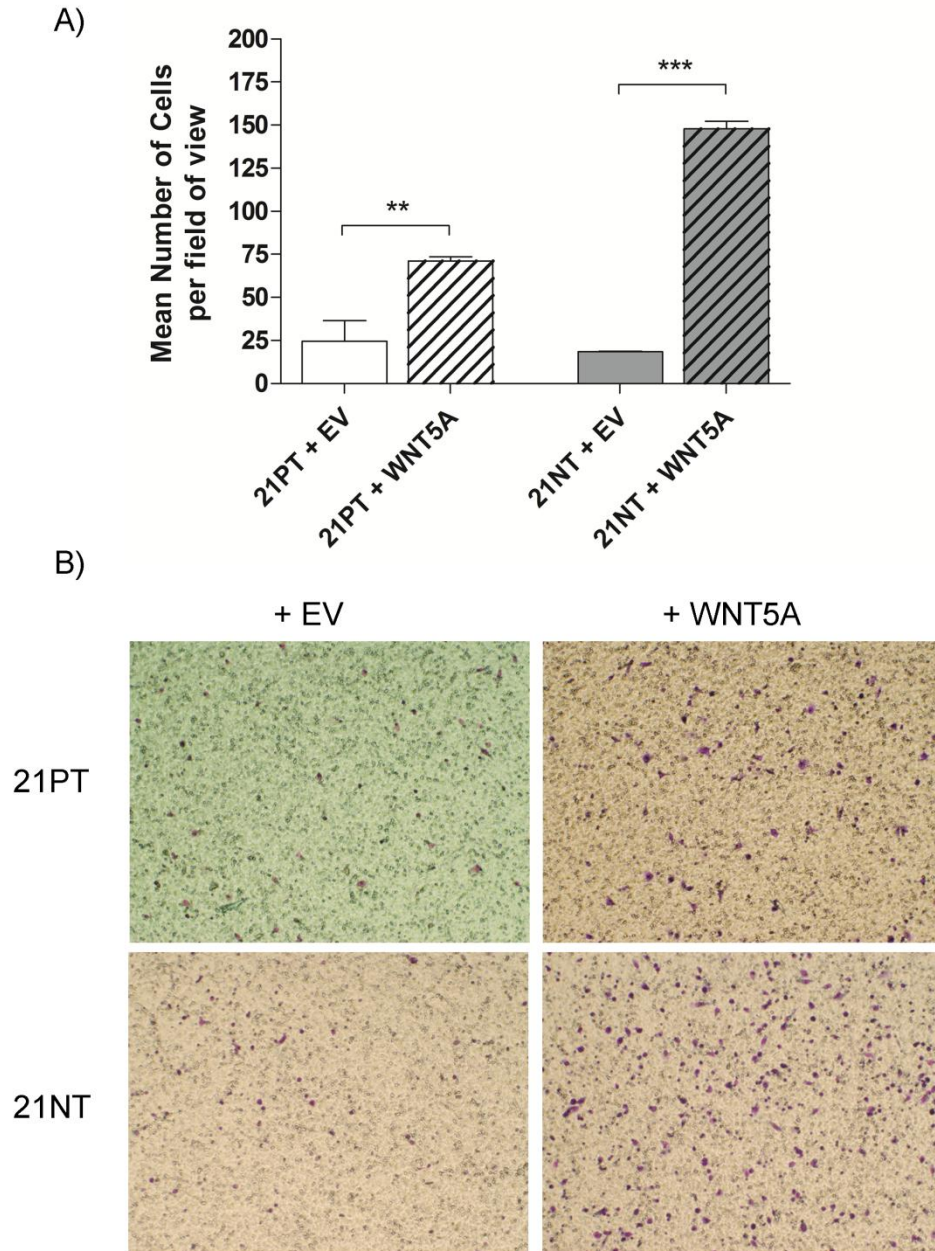 A)
200
175
150
125
100
75
50
25
0
Mean Number of Cells
per field of view
**
***
21PT + EV
21PT + WNT5A
21NT + EV
21NT + WNT5A
B)
+ EV
+ WNT5A
21PT
21NT